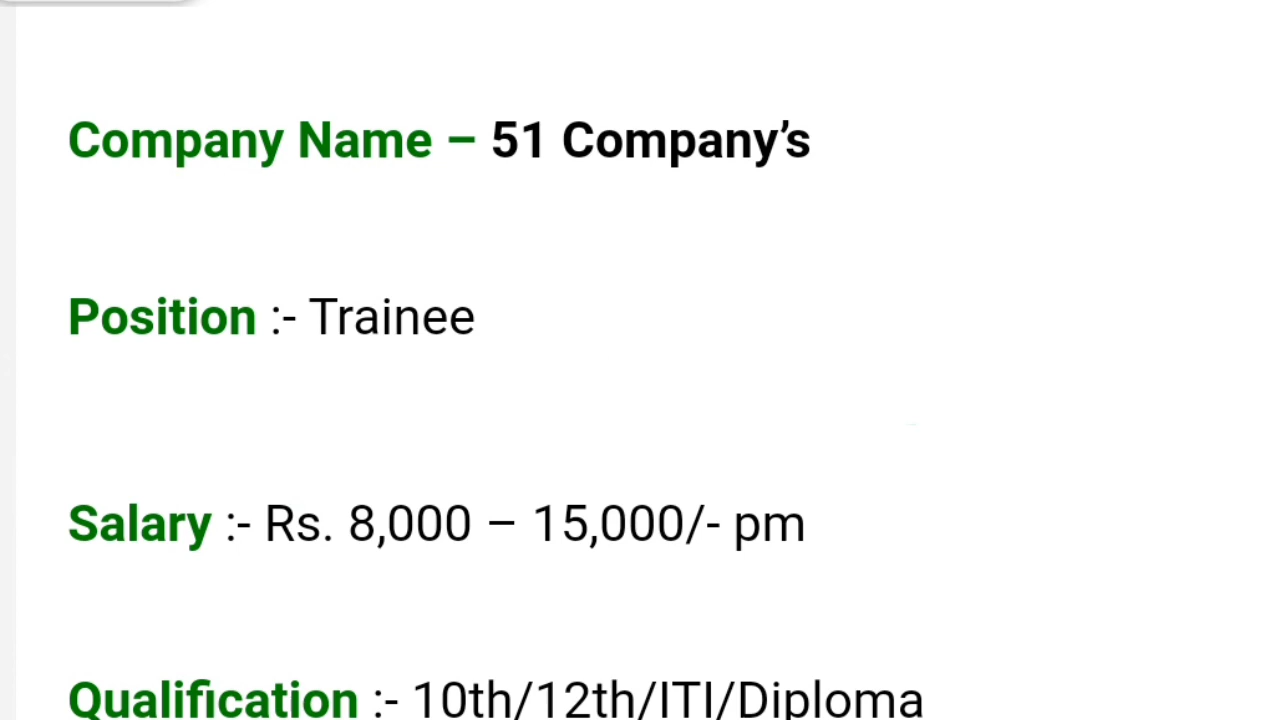 Company Name – 51 Company’s
Position :- Trainee
Salary :- Rs. 8,000 – 15,000/- pm
Qualification :- 10th/12th/ITI/Diploma